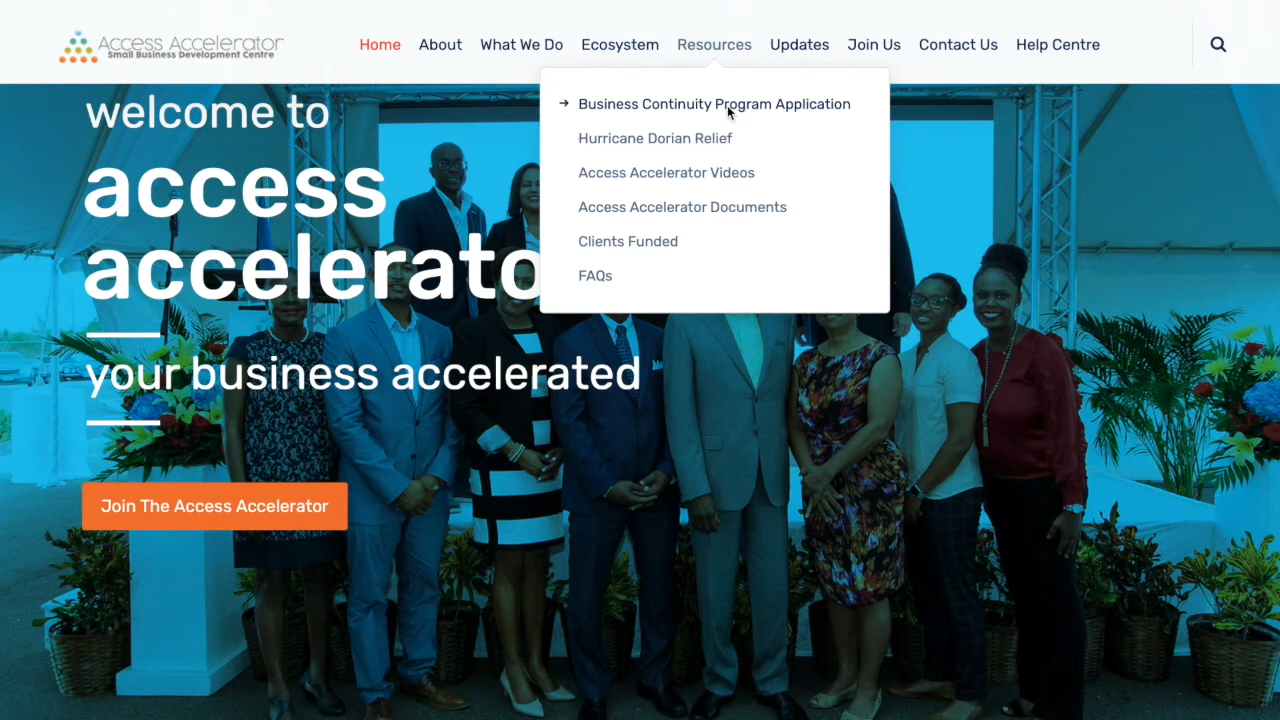 Access Accelerator
Small Business Development Centre
Home About What We Do Ecosystem Resources Updates Join Us Contact Us Help Centre
Business Continuity Program Application
Hurricane Dorian Relief
Access Accelerator Videos
Access Accelerator Documents
Clients Funded
FAQs
welcome to
access
accelerato
your business accelerated
Join The Access Accelerator